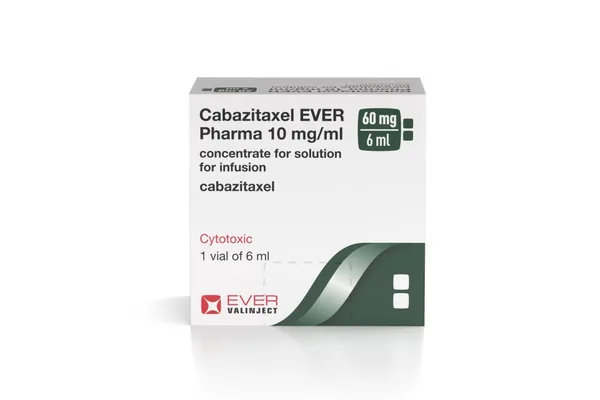 Cabazitaxel EVER
Pharma 10 mg/ml
60 mg
6 ml
concentrate for solution
for infusion
cabazitaxel
Cytotoxic
1 vial of 6 ml
EVER
VALINJECT